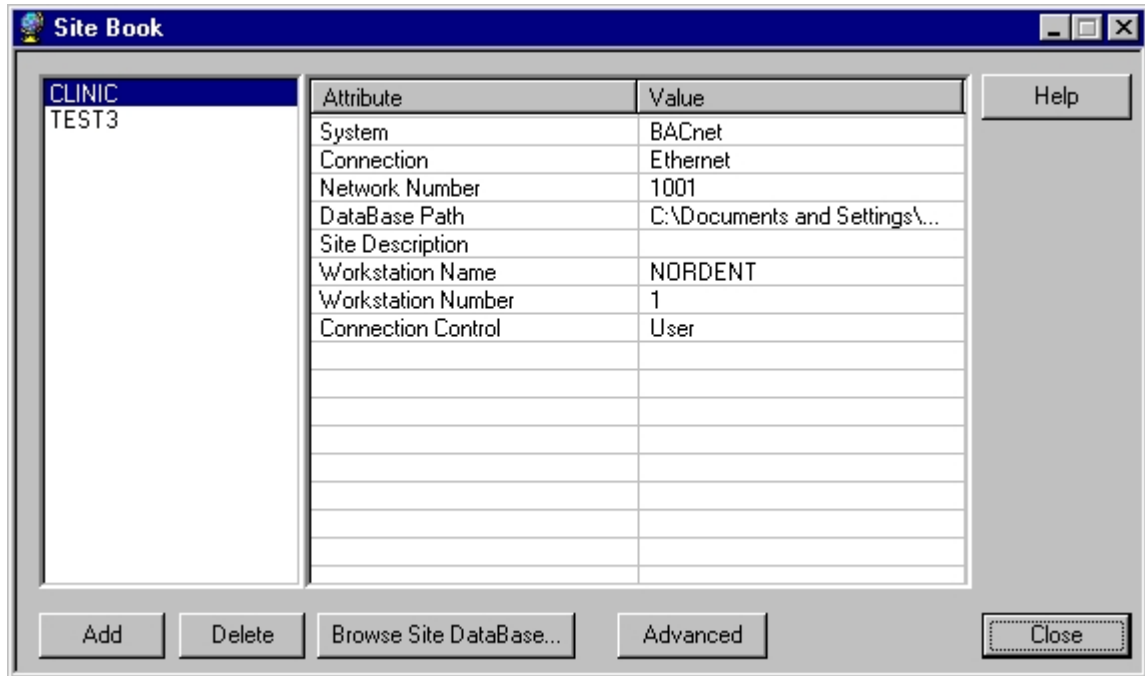 Site Book
CLINIC
TEST3
Attribute Value
System BACnet
Connection Ethernet
Network Number 1001
DataBase Path C:\Documents and Settings\...
Site Description
Workstation Name NORDENT
Workstation Number 1
Connection Control User
Help
Add Delete Browse Site DataBase... Advanced Close